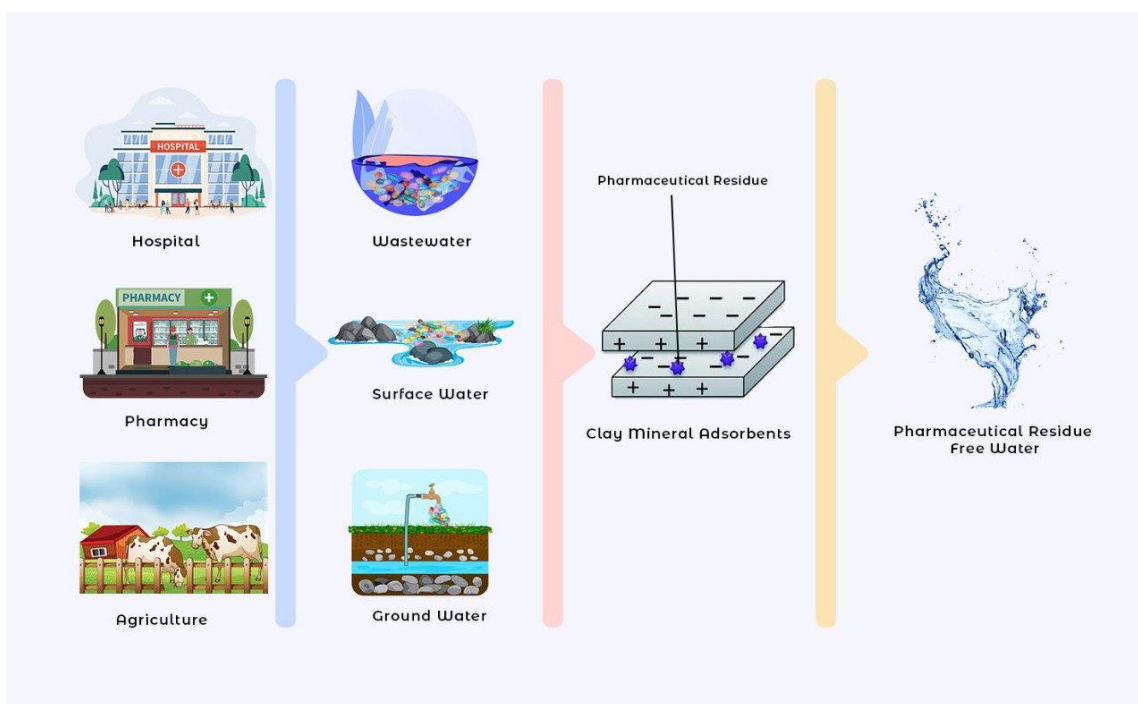 HOSPITAL
Hospital
PHARMACY
Pharmacy
Agriculture
Wastewater
Surface Water
Ground Water
Pharmaceutical Residue
Clay Mineral Adsorbents
Pharmaceutical Residue
Free Water